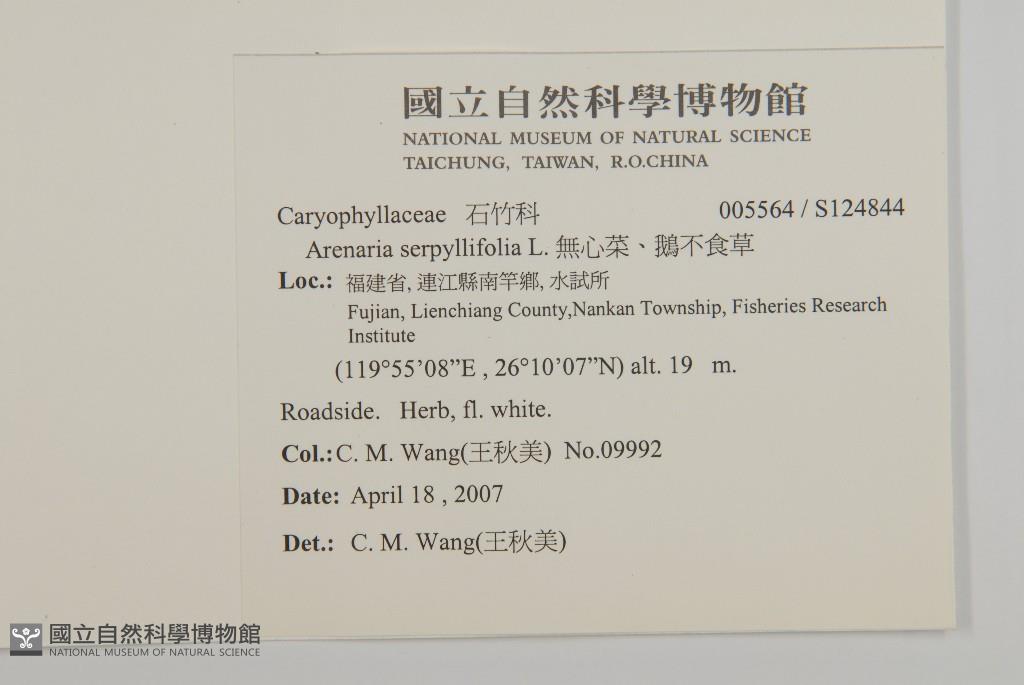 國立自然科學博物館
NATIONAL MUSEUM OF NATURAL SCIENCE
TAICHUNG, TAIWAN, R.O.CHINA
Caryophyllaceae 石竹科 005564 / S124844
Arenaria serpyllifolia L. 無心菜、鵝不食草
Loc.: 福建省, 連江縣南竿鄉, 水試所
Fujian, Lienchiang County,Nankan Township, Fisheries Research
Institute
(119°55’08”E , 26°10’07”N) alt. 19 m.
Roadside. Herb, fl. white.
Col.: C. M. Wang(王秋美) No.09992
Date: April 18 , 2007
Det.: C. M. Wang(王秋美)
國立自然科學博物館
NATIONAL MUSEUM OF NATURAL SCIENCE